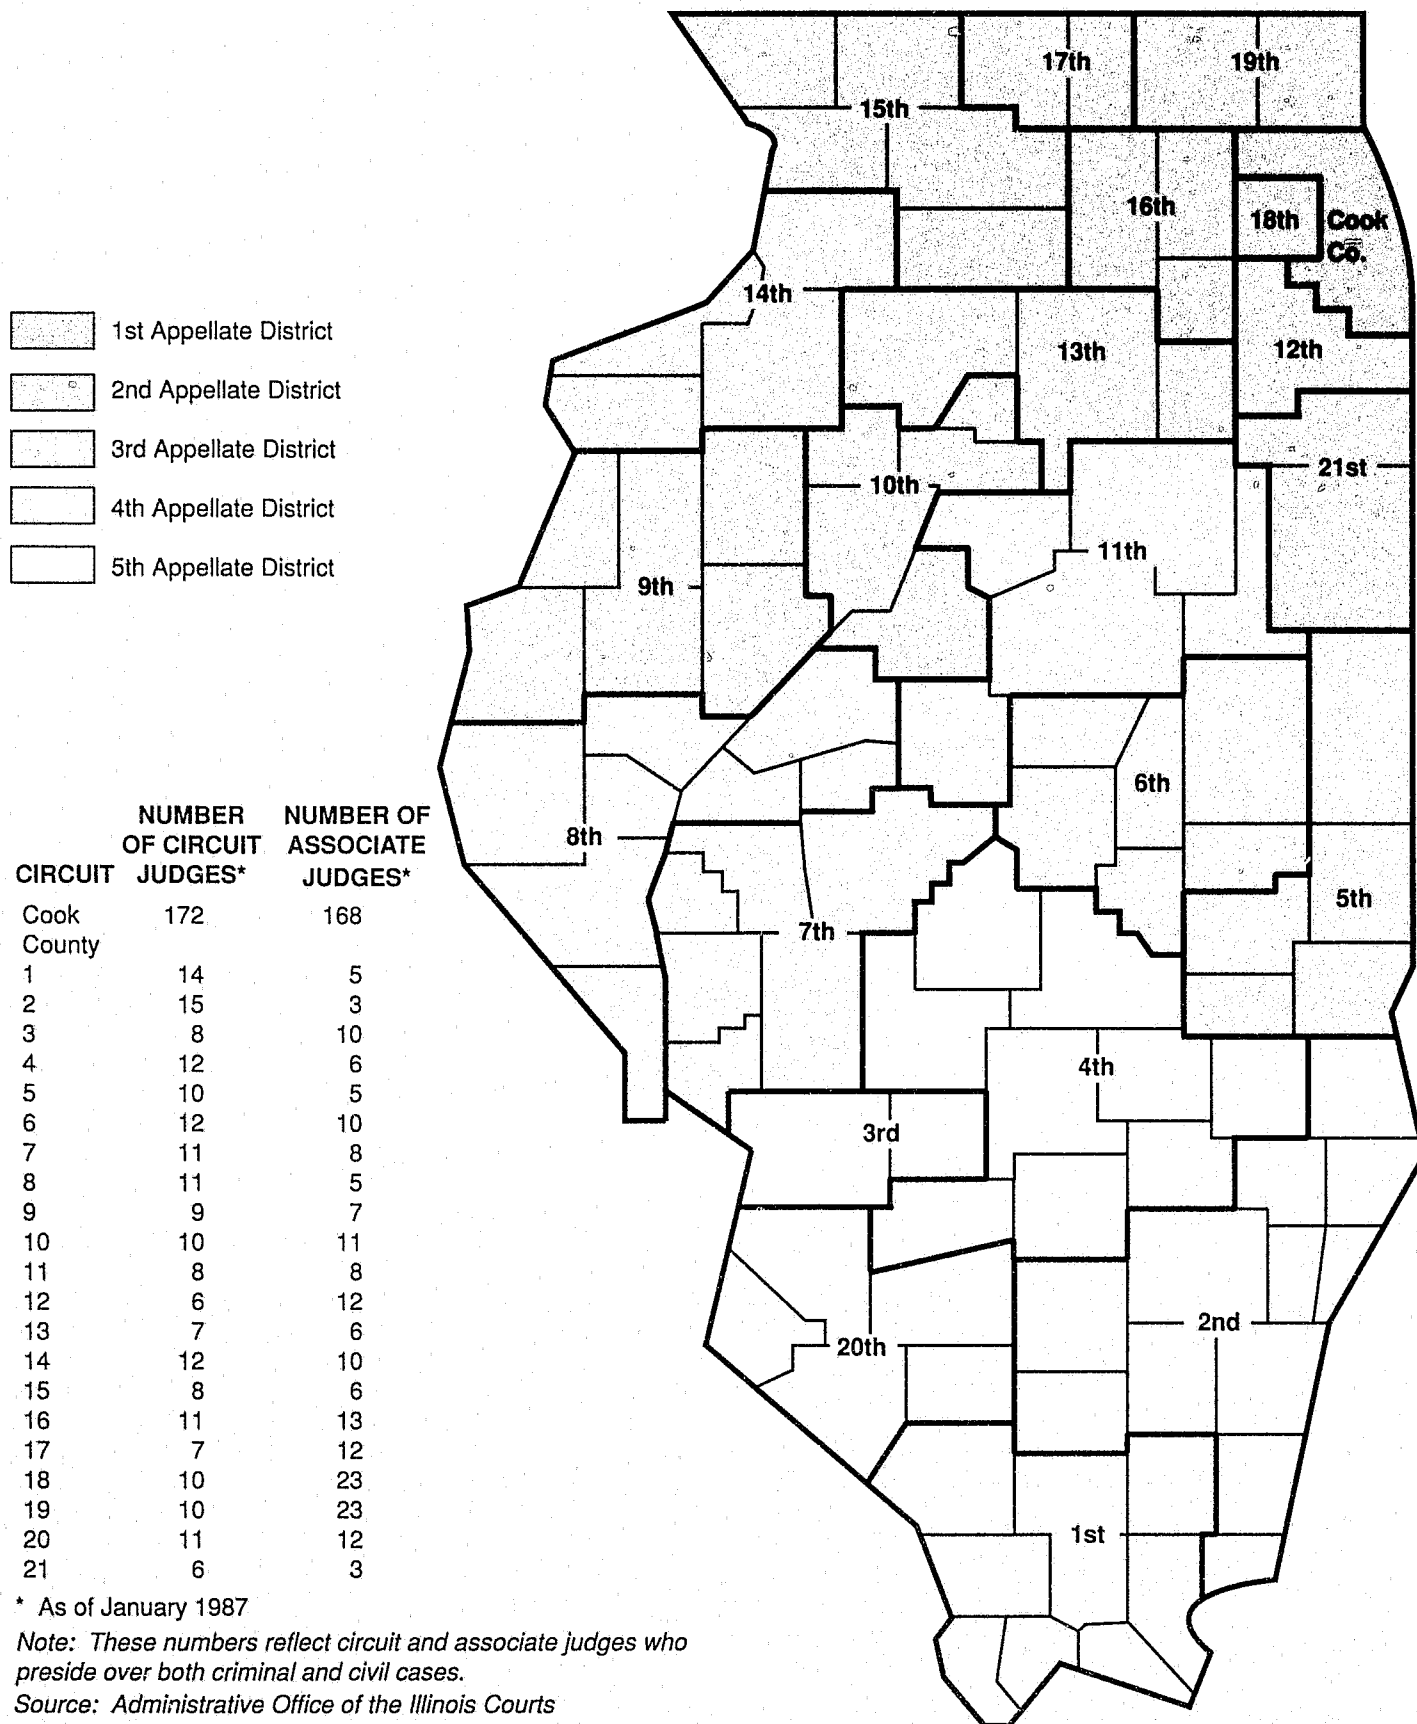 17th
19th
15th
16th
18th
Cook
Co.
14th
12th
13th
1st Appellate District
2nd Appellate District
3rd Appellate District
4th Appellate District
5th Appellate District
21st
10th
11th
9th
6th
8th
5th
7th
4th
3rd
2nd
20th
1st
NUMBER NUMBER OF
OF CIRCUIT ASSOCIATE
CIRCUIT JUDGES* JUDGES*
Cook 172 168
County
1 14 5
2 15 3
3 8 10
4 12 6
5 10 5
6 12 10
7 11 8
8 11 5
9 9 7
10 10 11
11 8 8
12 6 12
13 7 6
14 12 10
15 8 6
16 11 13
17 7 12
18 10 23
19 10 23
20 11 12
21 6 3
* As of January 1987
Note: These numbers reflect circuit and associate judges who
preside over both criminal and civil cases.
Source: Administrative Office of the Illinois Courts